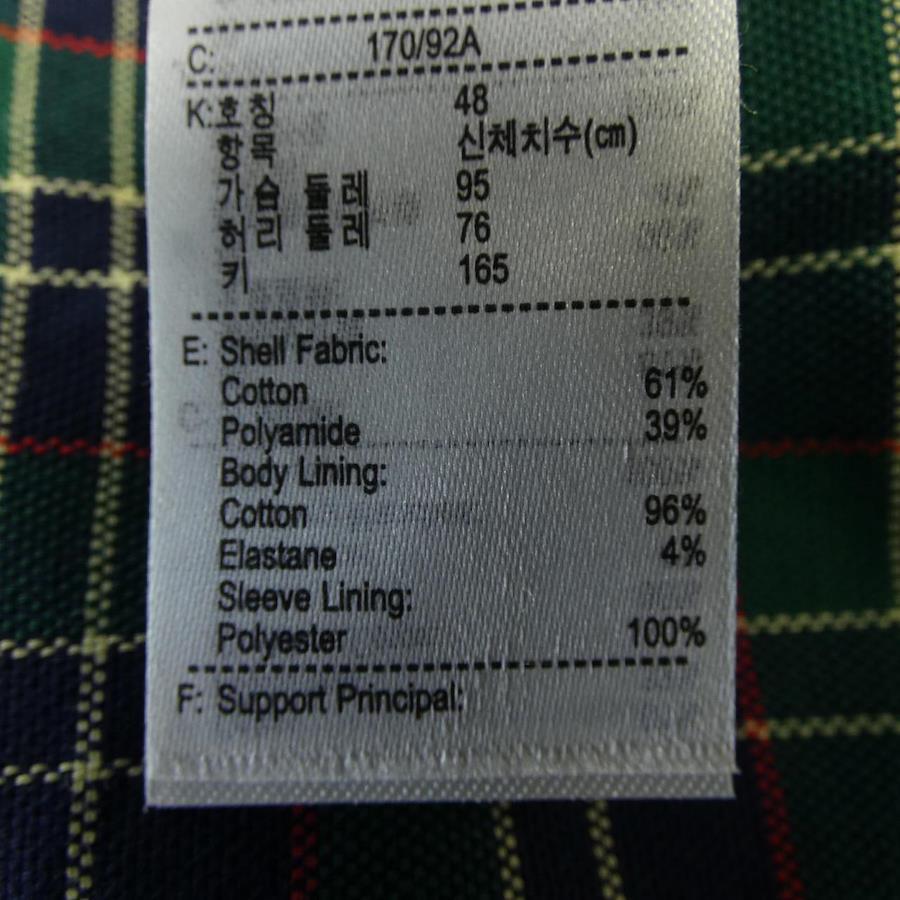 C: 170/92A
K:호칭 48
항목 신체치수(cm)
가슴 둘레 95
허리 둘레 76
키 165
E: Shell Fabric:
Cotton 61%
Polyamide 39%
Body Lining:
Cotton 96%
Elastane 4%
Sleeve Lining:
Polyester 100%
F: Support Principal: